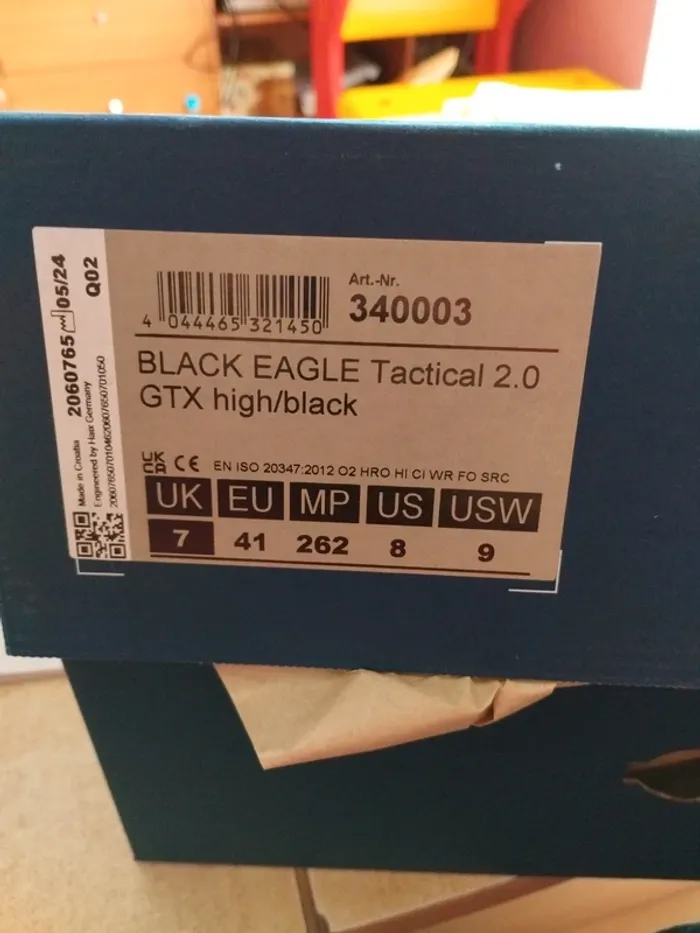 2060765 05/24
Q02
Made in Croatia
Engineered by Haix Germany
Art.-Nr.
340003
4 044465 321450
BLACK EAGLE Tactical 2.0
GTX high/black
UK
CA CE EN ISO 20347:2012 O2 HRO HI CI WR FO SRC
UK EU MP US USW
7 41 262 8 9